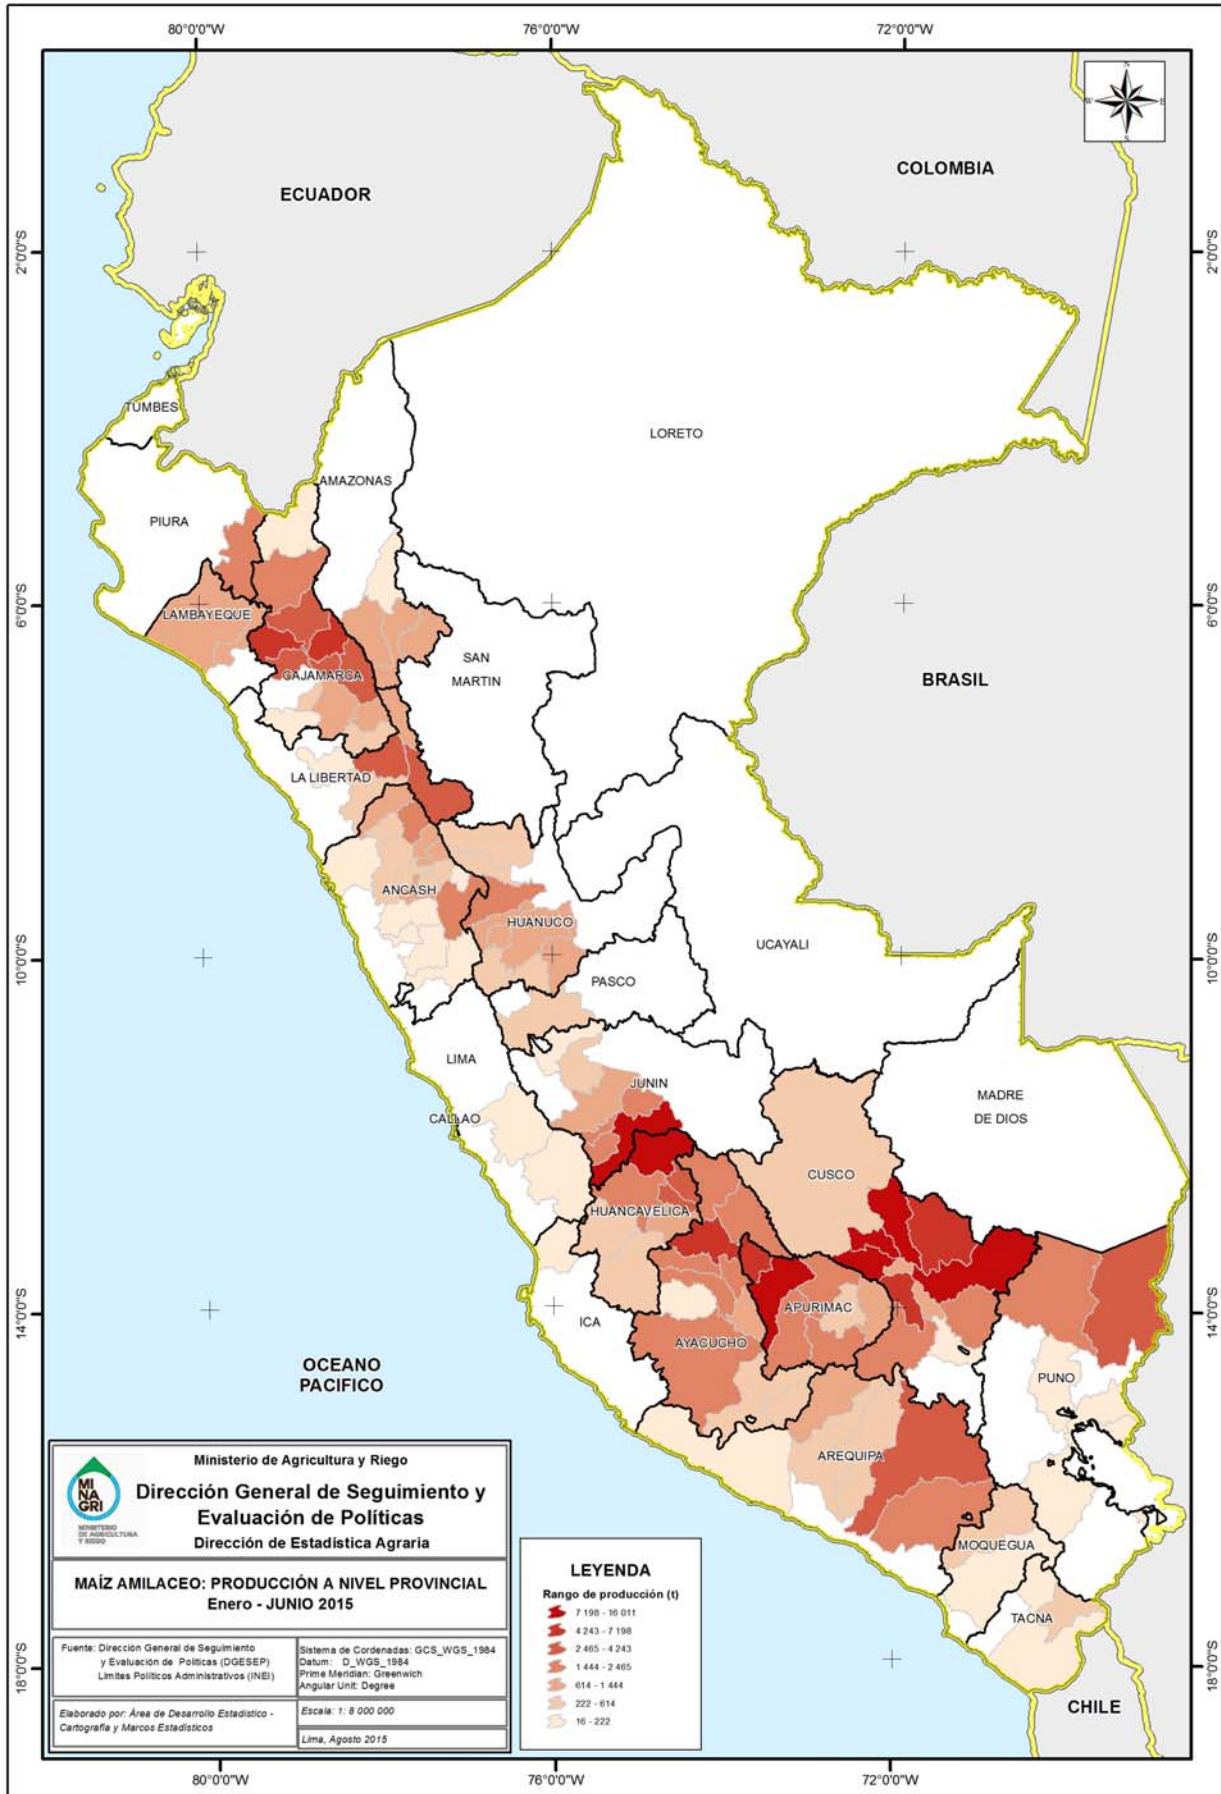 80°0'0"W
76°0'0"W
72°0'0"W
N
W
E
S
COLOMBIA
ECUADOR
2°0'0"S
2°0'0"S
TUMBES
LORETO
AMAZONAS
PIURA
6°0'0"S
6°0'0"S
LAMBAYEQUE
SAN
MARTIN
CAJAMARCA
BRASIL
LA LIBERTAD
ANCASH
HUANUCO
UCAYALI
10°0'0"S
10°0'0"S
PASCO
LIMA
JUNIN
MADRE
DE DIOS
CALLAO
CUSCO
HUANCAVELICA
14°0'0"S
14°0'0"S
APURIMAC
ICA
AYACUCHO
OCEANO
PACIFICO
PUNO
AREQUIPA
MOQUEGUA
TACNA
18°0'0"S
18°0'0"S
CHILE
MI
NA
GRI
MINISTERIO
DE AGRICULTURA
Y RIEGO
Ministerio de Agricultura y Riego
Dirección General de Seguimiento y
Evaluación de Políticas
Dirección de Estadística Agraria
MAÍZ AMILACEO: PRODUCCIÓN A NIVEL PROVINCIAL
Enero - JUNIO 2015
Fuente: Dirección General de Seguimiento
y Evaluación de Políticas (DGESEP)
Limites Políticos Administrativos (INEI)
Sistema de Cordenadas: GCS_WGS_1984
Datum: D_WGS_1984
Prime Meridian: Greenwich
Angular Unit: Degree
Elaborado por: Área de Desarrollo Estadístico -
Cartografía y Marcos Estadísticos
Escala: 1: 8 000 000
Lima, Agosto 2015
LEYENDA
Rango de producción (t)
7 198 - 16 011
4 243 - 7 198
2 465 - 4 243
1 444 - 2 465
614 - 1 444
222 - 614
16 - 222
80°0'0"W
76°0'0"W
72°0'0"W